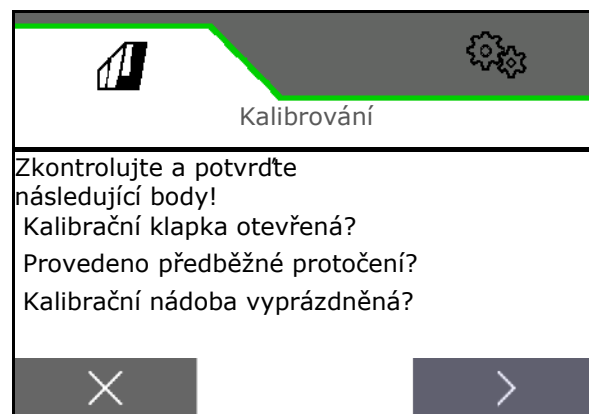 Kalibrování
Zkontrolujte a potvrďte
následující body!
Kalibrační klapka otevřená?
Provedeno předběžné protočení?
Kalibrační nádoba vyprázdněná?